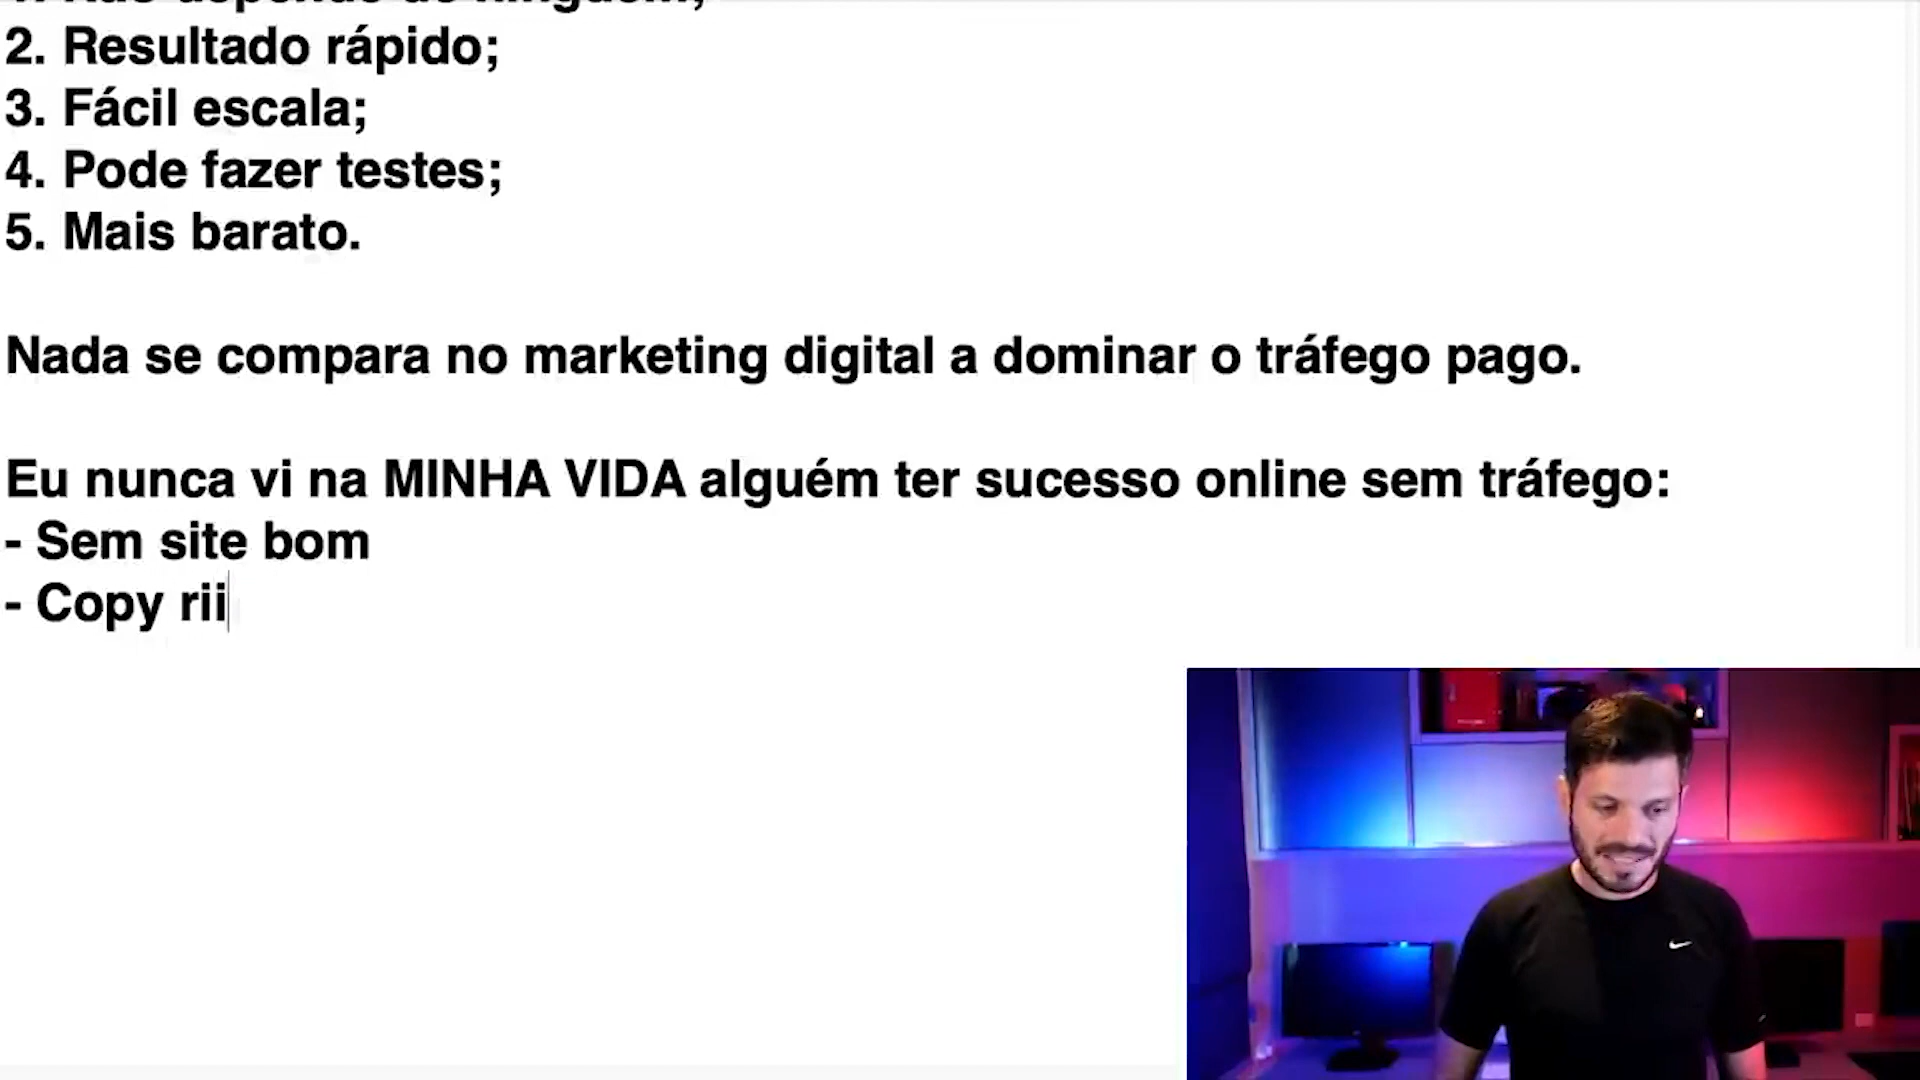 2. Resultado rápido;
3. Fácil escala;
4. Pode fazer testes;
5. Mais barato.
Nada se compara no marketing digital a dominar o tráfego pago.
Eu nunca vi na MINHA VIDA alguém ter sucesso online sem tráfego:
- Sem site bom
- Copy rii